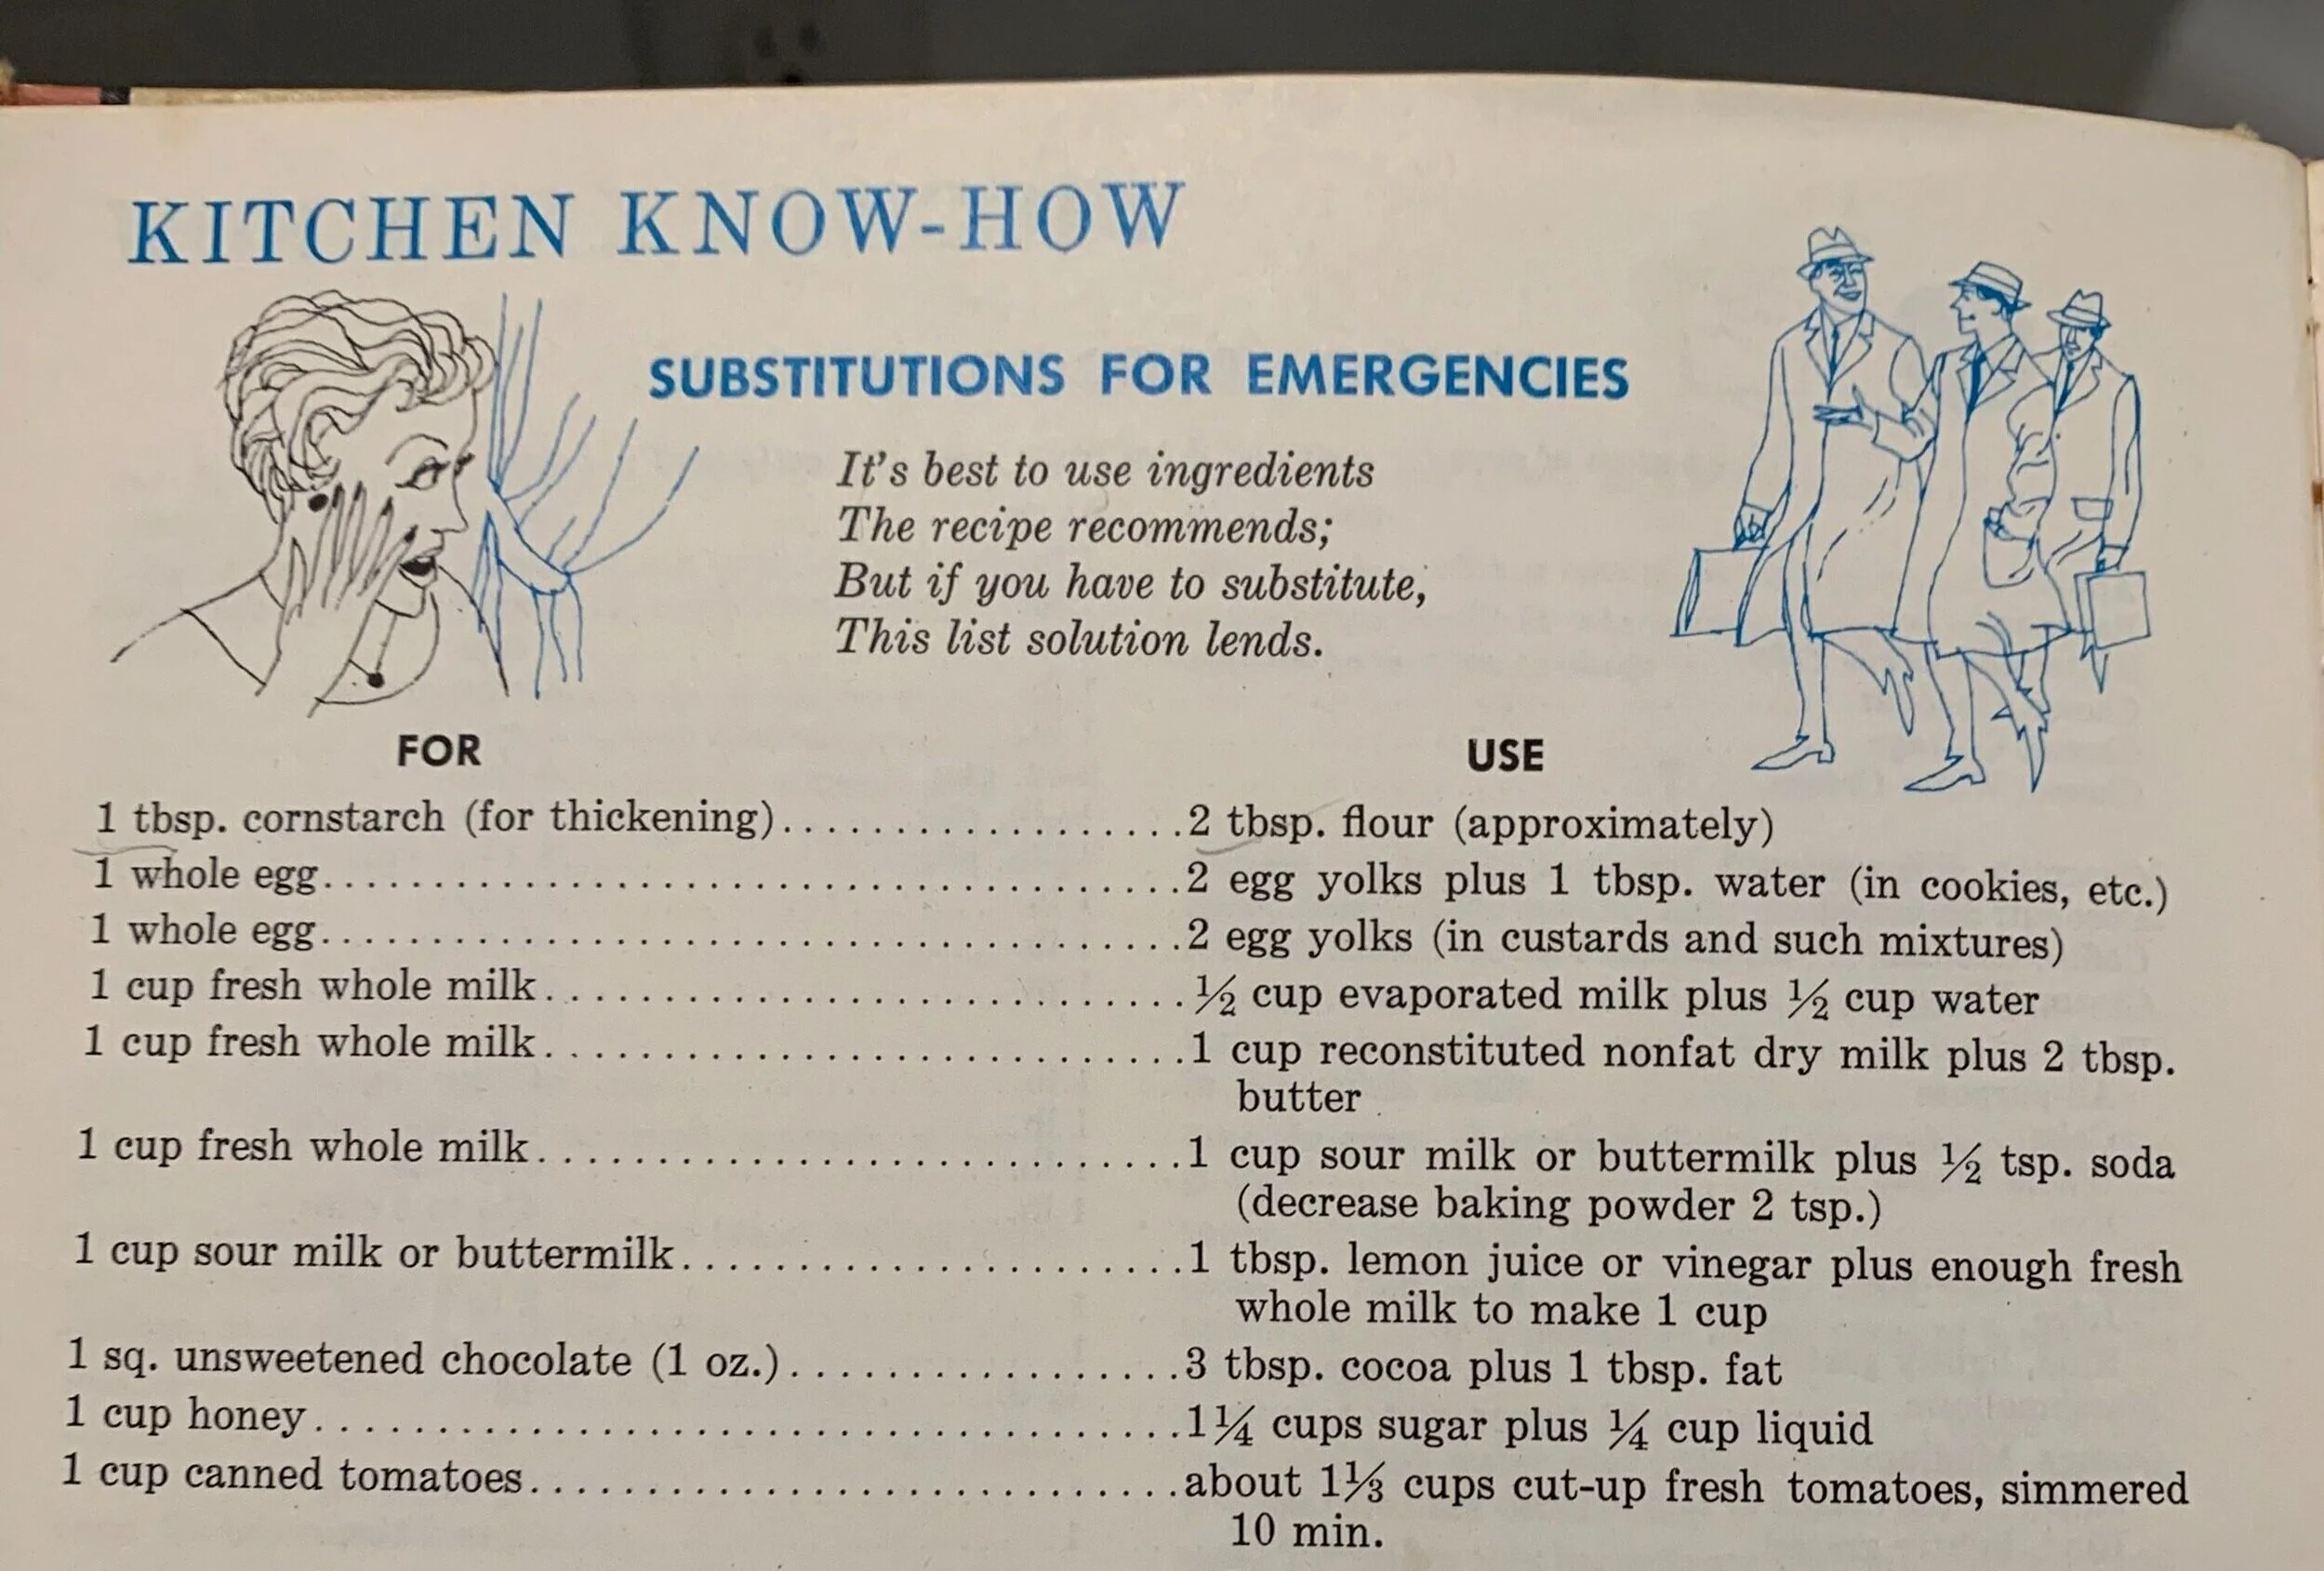 KITCHEN KNOW-HOW
SUBSTITUTIONS FOR EMERGENCIES
It's best to use ingredients
The recipe recommends;
But if you have to substitute,
This list solution lends.
FOR USE
1 tbsp. cornstarch (for thickening)..................2 tbsp. flour (approximately)
1 whole egg.......................................2 egg yolks plus 1 tbsp. water (in cookies, etc.)
1 whole egg.......................................2 egg yolks (in custards and such mixtures)
1 cup fresh whole milk.............................½ cup evaporated milk plus ½ cup water
1 cup fresh whole milk.............................1 cup reconstituted nonfat dry milk plus 2 tbsp.
butter
1 cup fresh whole milk.............................1 cup sour milk or buttermilk plus ½ tsp. soda
(decrease baking powder 2 tsp.)
1 cup sour milk or buttermilk......................1 tbsp. lemon juice or vinegar plus enough fresh
whole milk to make 1 cup
1 sq. unsweetened chocolate (1 oz.).................3 tbsp. cocoa plus 1 tbsp. fat
1 cup honey.......................................1¼ cups sugar plus ¼ cup liquid
1 cup canned tomatoes.............................about 1⅓ cups cut-up fresh tomatoes, simmered
10 min.